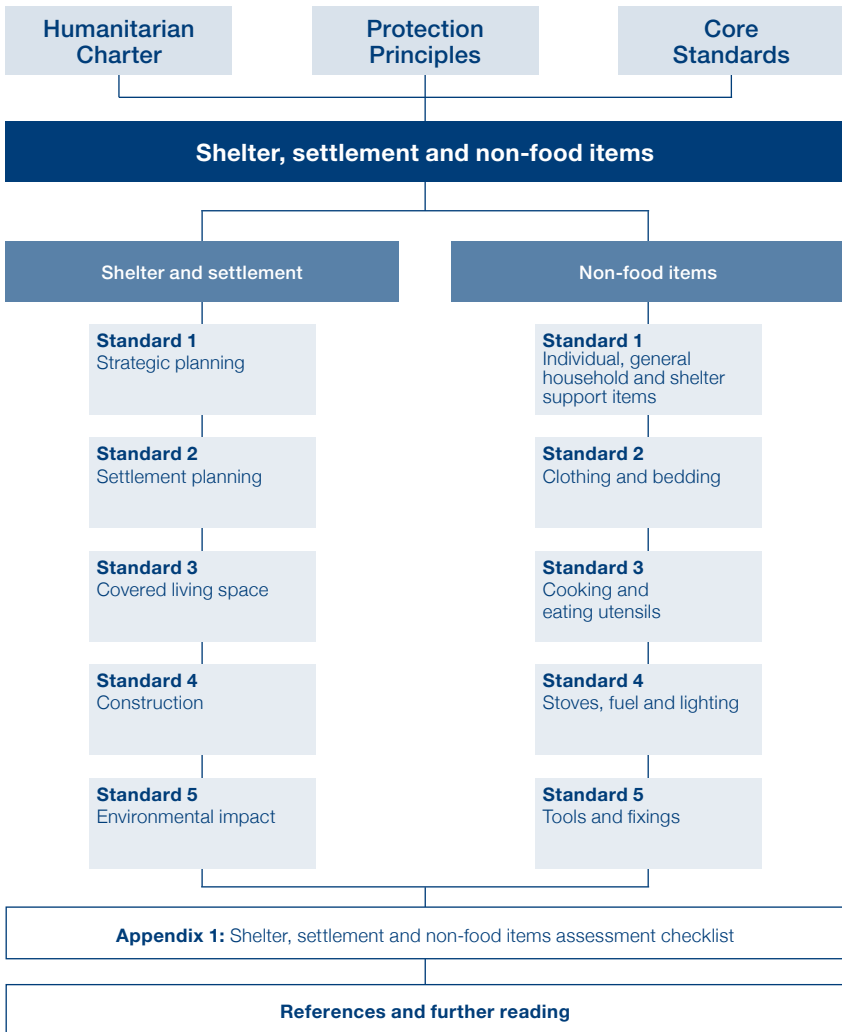 Humanitarian
Charter
Protection
Principles
Core
Standards
Shelter, settlement and non-food items
Shelter and settlement
Standard 1
Strategic planning
Standard 2
Settlement planning
Standard 3
Covered living space
Standard 4
Construction
Standard 5
Environmental impact
Non-food items
Standard 1
Individual, general
household and shelter
support items
Standard 2
Clothing and bedding
Standard 3
Cooking and
eating utensils
Standard 4
Stoves, fuel and lighting
Standard 5
Tools and fixings
Appendix 1: Shelter, settlement and non-food items assessment checklist
References and further reading